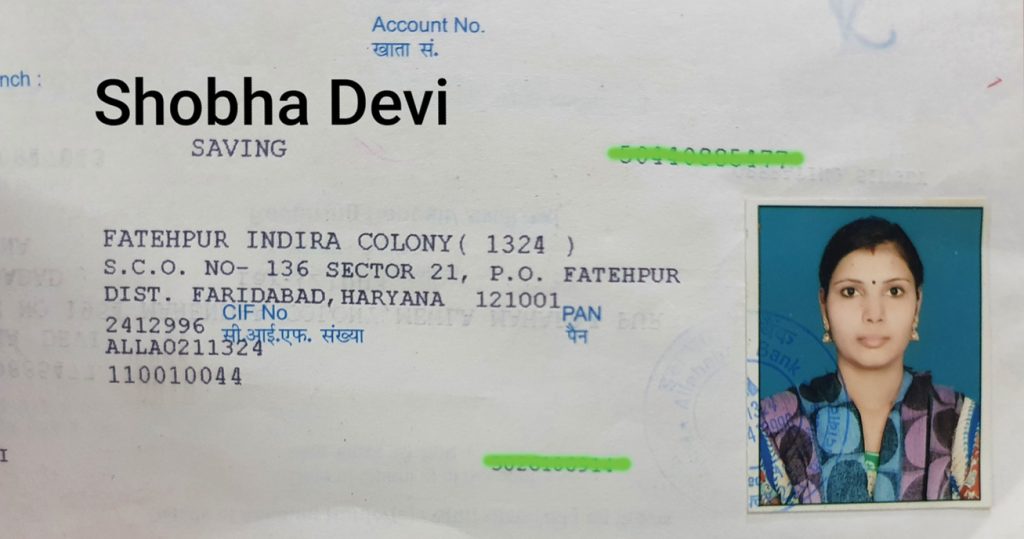 Account No.
खाता सं.
nch :
Shobha Devi
SAVING
FATEHPUR INDIRA COLONY( 1324 )
S.C.O. NO- 136 SECTOR 21, P.O. FATEHPUR
DIST. FARIDABAD, HARYANA 121001
CIF No PAN
2412996 सी.आई.एफ. संख्या पैन
ALLA0211324
110010044
I
Bank